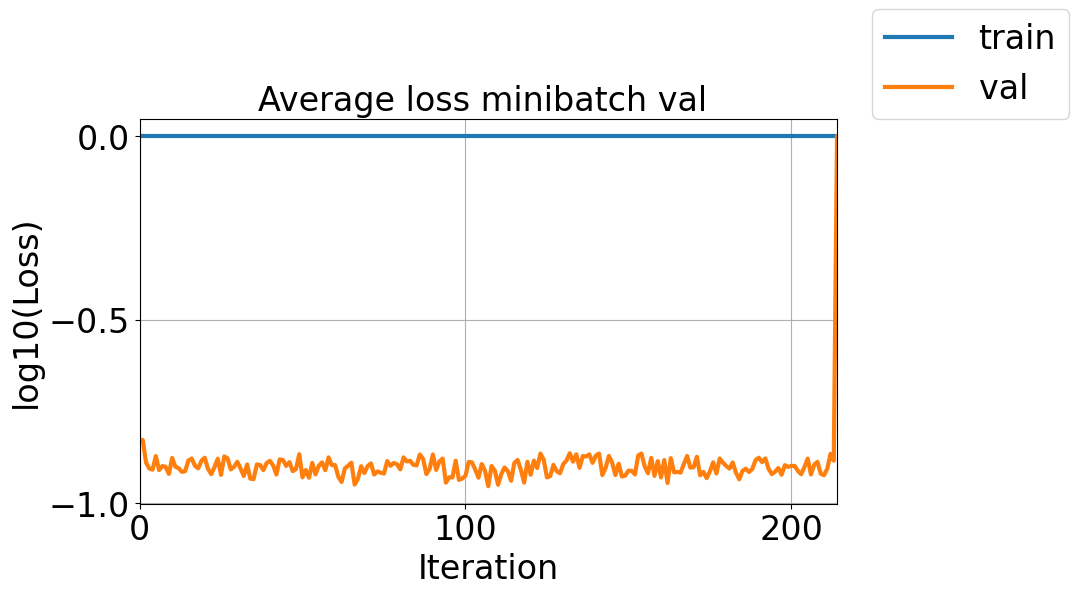 train
val
Average loss minibatch val
0.0
−0.5
−1.0
log10(Loss)
0
100
200
Iteration